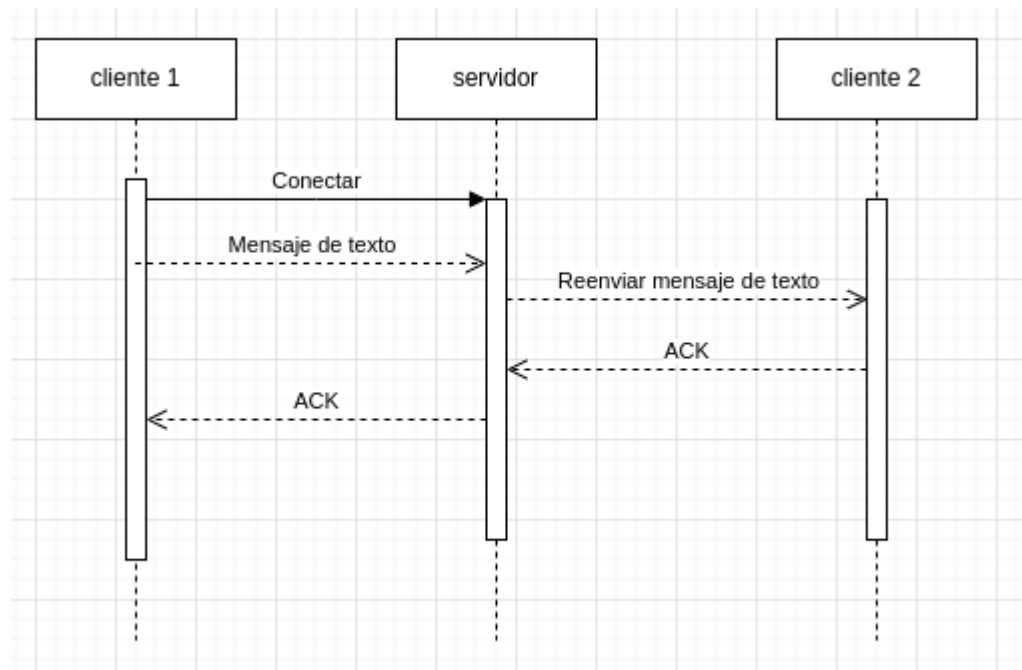 cliente 1
servidor
cliente 2
Conectar
Mensaje de texto
Reenviar mensaje de texto
ACK
ACK